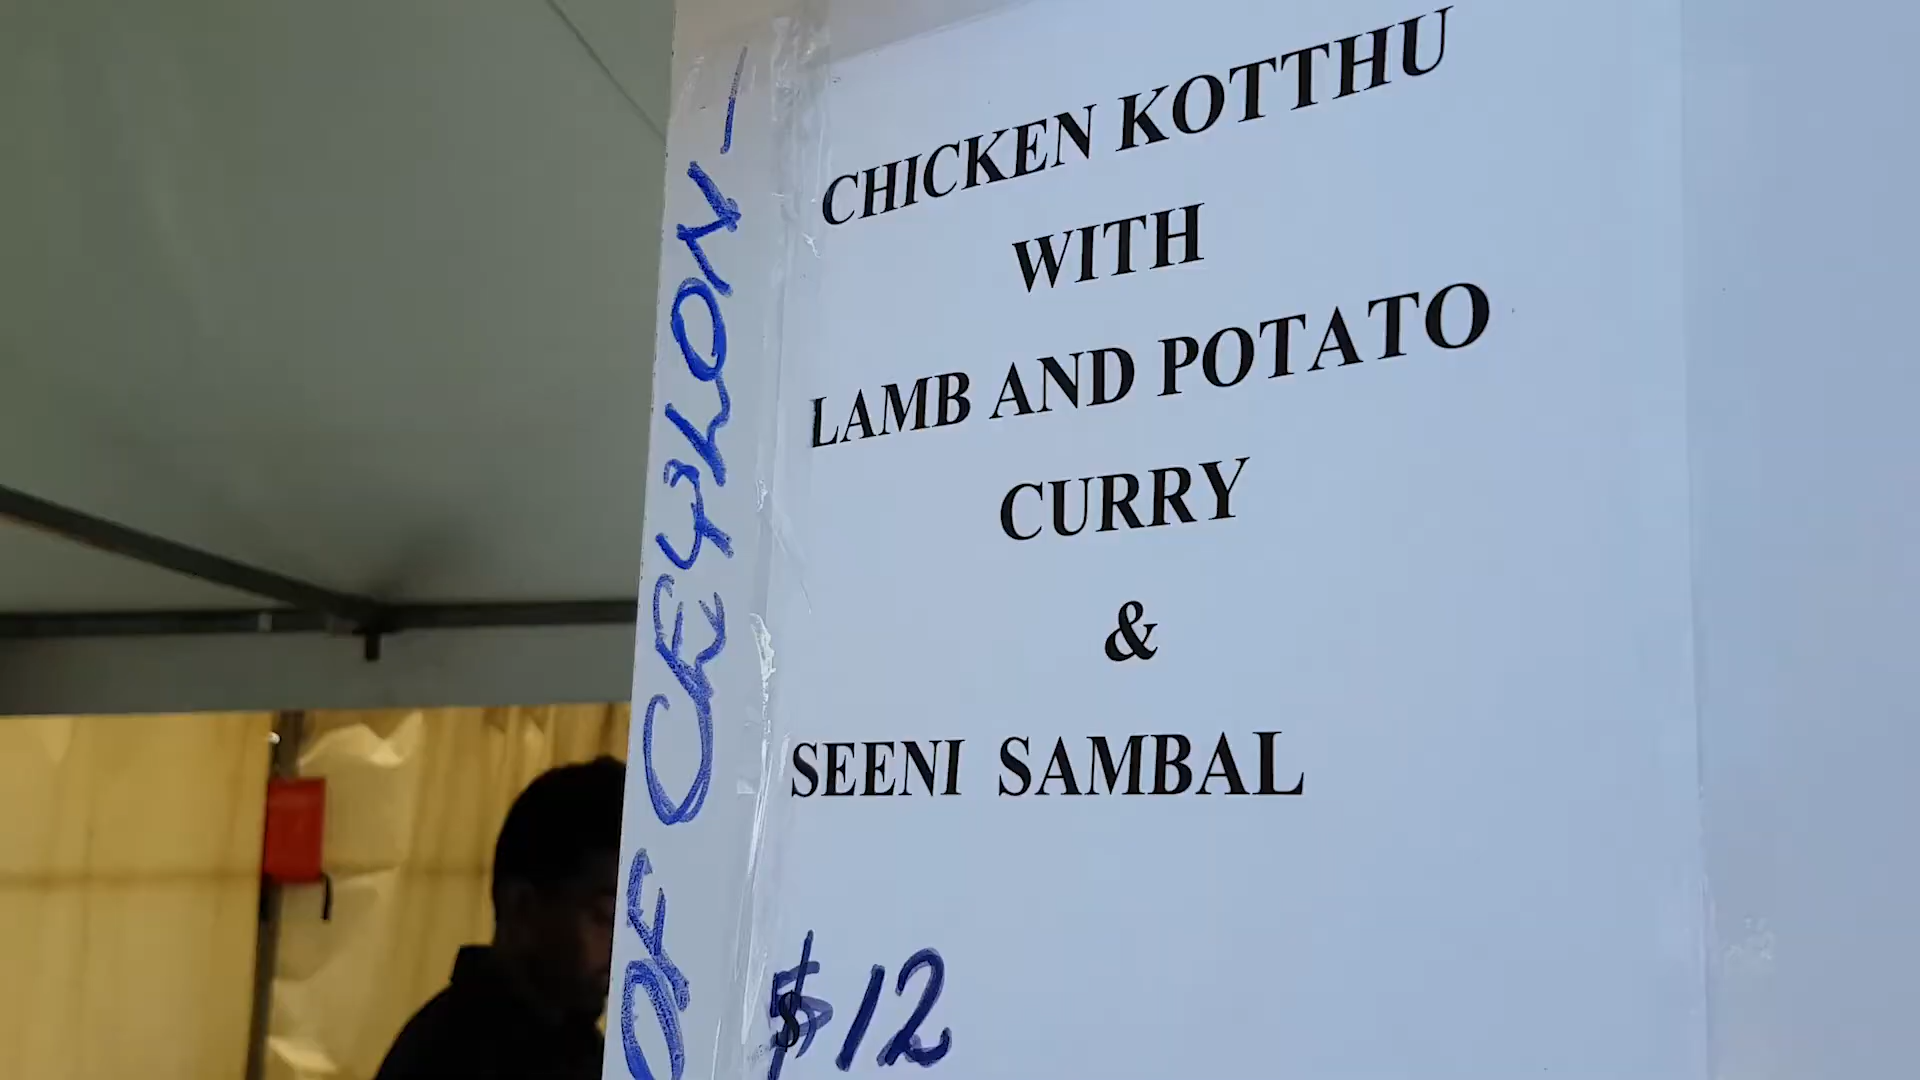 OF CEYLON -
CHICKEN KOTTHU
WITH
LAMB AND POTATO
CURRY
&
SEENI SAMBAL
$12